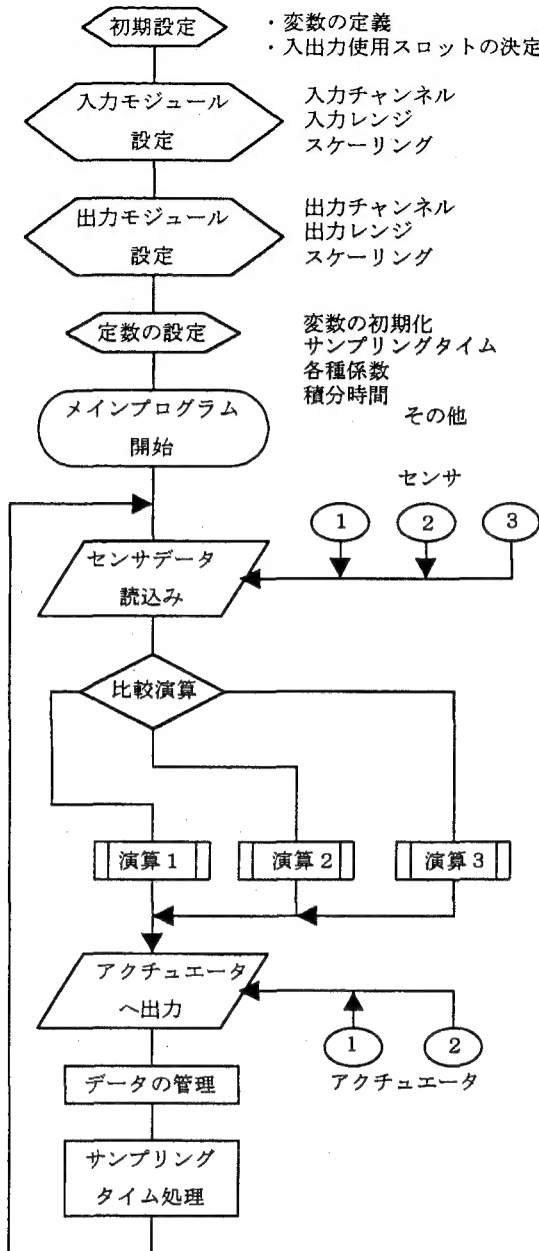 初期設定
・変数の定義
・入出力使用スロットの決定
入力モジュール
設定
入力チャンネル
入力レンジ
スケーリング
出力モジュール
設定
出力チャンネル
出力レンジ
スケーリング
定数の設定
変数の初期化
サンプリングタイム
各種係数
積分時間
その他
メインプログラム
開始
センサ
1 2 3
センサデータ
読込み
比較演算
演算1 演算2 演算3
アクチュエータ
へ出力
1 2
アクチュエータ
データの管理
サンプリング
タイム処理